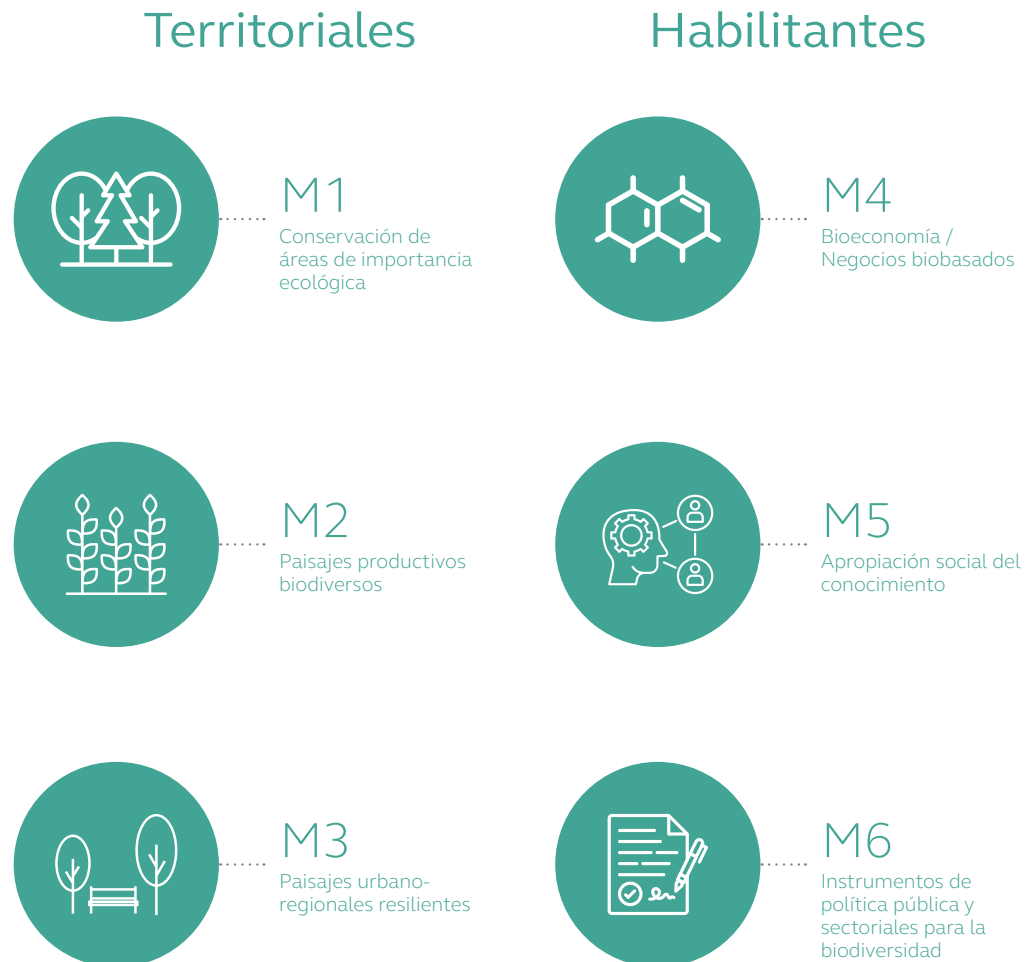 Territoriales
M1
Conservación de
áreas de importancia
ecológica
M2
Paisajes productivos
biodiversos
M3
Paisajes urbano-
regionales resilientes
Habilitantes
M4
Bioeconomía /
Negocios biobasados
M5
Apropiación social del
conocimiento
M6
Instrumentos de
política pública y
sectoriales para la
biodiversidad